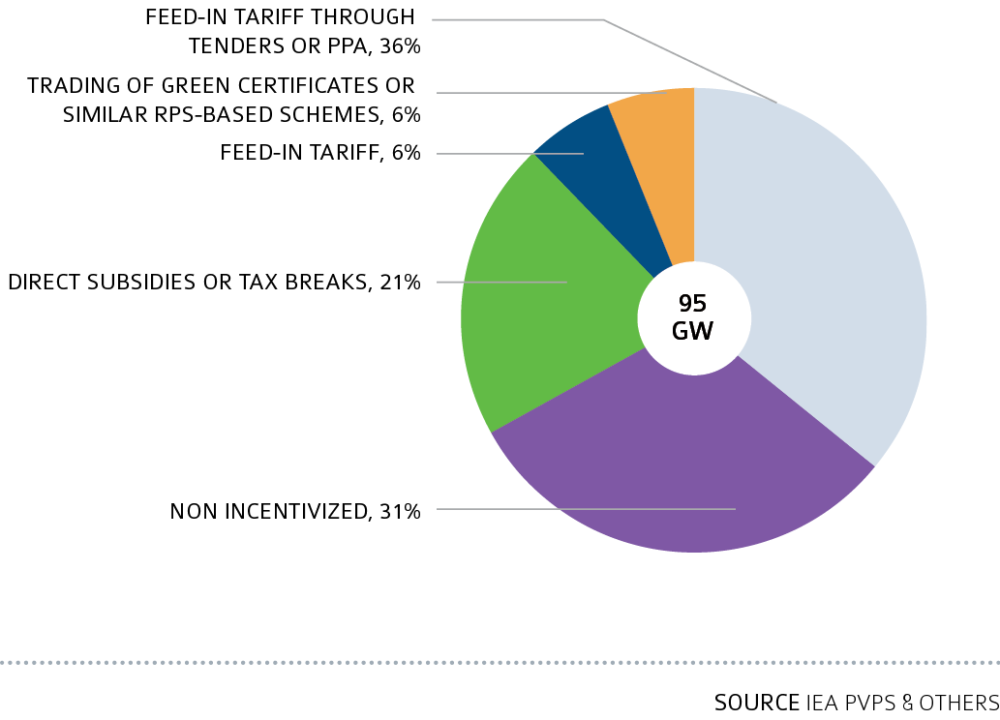 FEED-IN TARIFF THROUGH
TENDERS OR PPA, 36%
TRADING OF GREEN CERTIFICATES OR
SIMILAR RPS-BASED SCHEMES, 6%
FEED-IN TARIFF, 6%
DIRECT SUBSIDIES OR TAX BREAKS, 21%
95
GW
NON INCENTIVIZED, 31%
SOURCE IEA PVPS & OTHERS